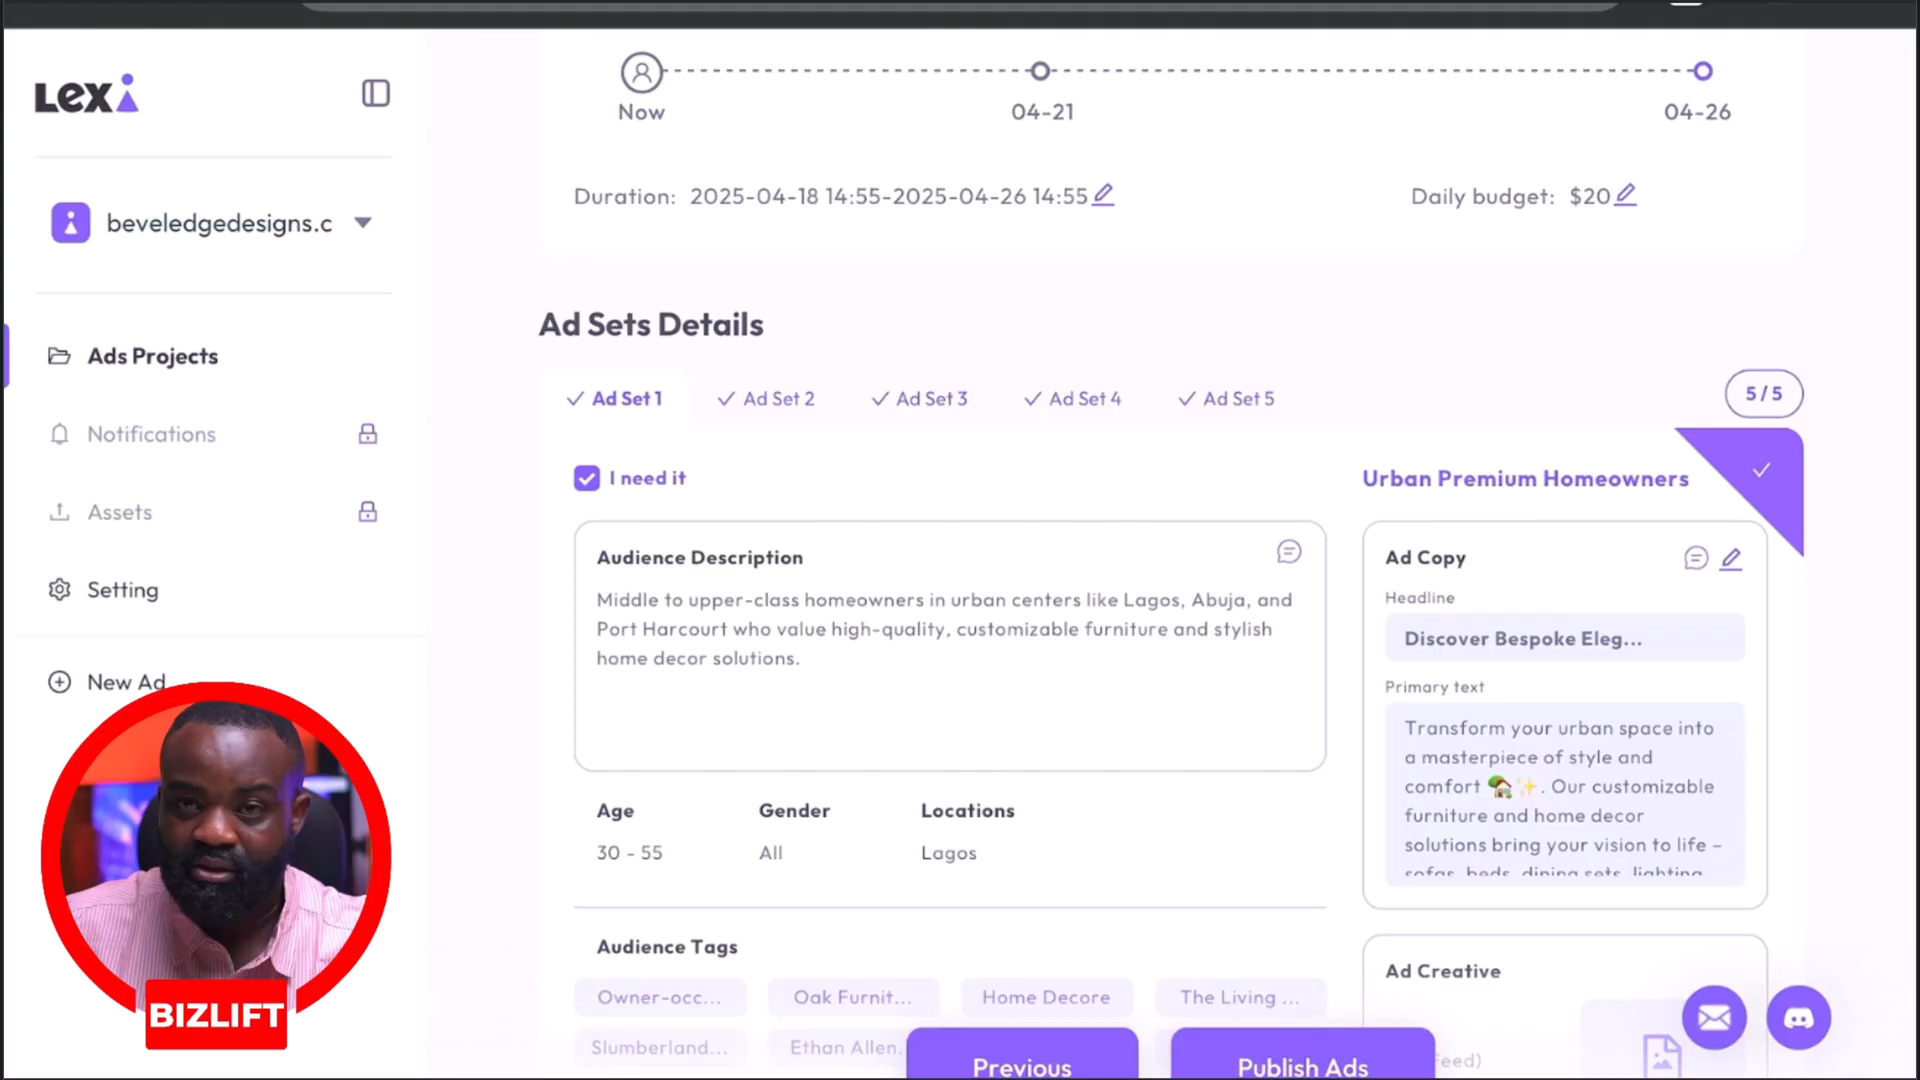 Lexi
beveledgedesigns.c
Ads Projects
Notifications
Assets
Setting
New Ad
BIZLIFT
Now
04-21
04-26
Duration: 2025-04-18 14:55-2025-04-26 14:55
Daily budget: $20
Ad Sets Details
Ad Set 1
Ad Set 2
Ad Set 3
Ad Set 4
Ad Set 5
5 / 5
I need it
Urban Premium Homeowners
Audience Description
Middle to upper-class homeowners in urban centers like Lagos, Abuja, and
Port Harcourt who value high-quality, customizable furniture and stylish
home decor solutions.
Age
Gender
Locations
30 - 55
All
Lagos
Audience Tags
Owner-occ...
Oak Furnit...
Home Decore
The Living ...
Slumberland...
Ethan Allen.
Ad Copy
Headline
Discover Bespoke Eleg...
Primary text
Transform your urban space into
a masterpiece of style and
comfort 🏡✨. Our customizable
furniture and home decor
solutions bring your vision to life –
sofas, beds, dining sets, lighting
Ad Creative
eed)
Previous
Publish Ads